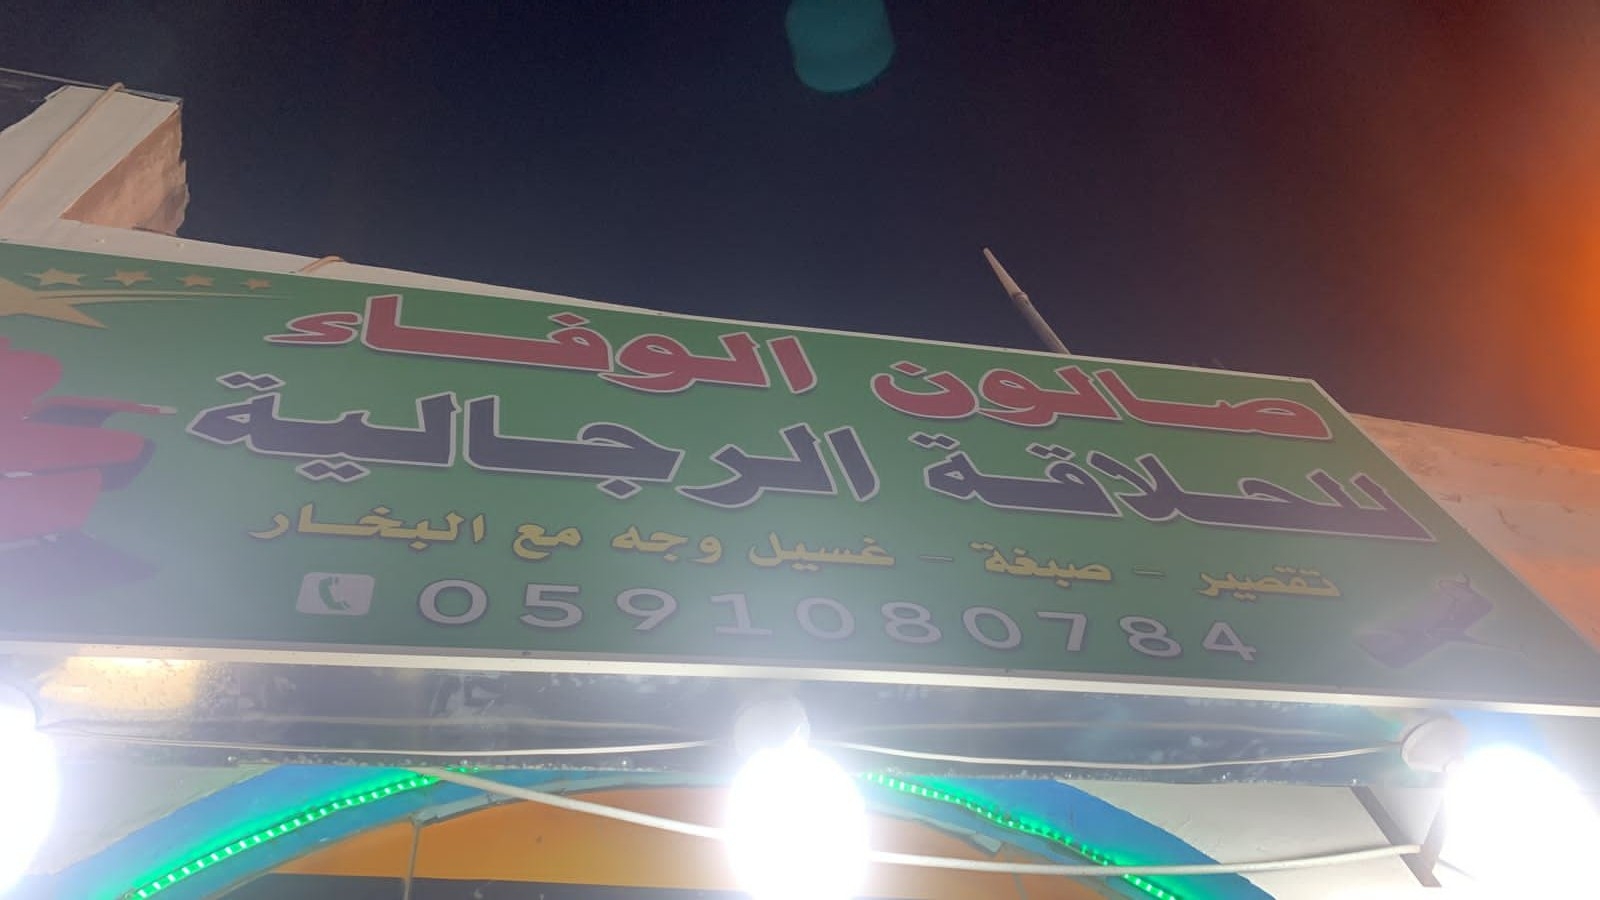 صالون الوفاء
للحلاقة الرجالية
تقصير - صبغة - غسيل وجه مع البخار
0591080784